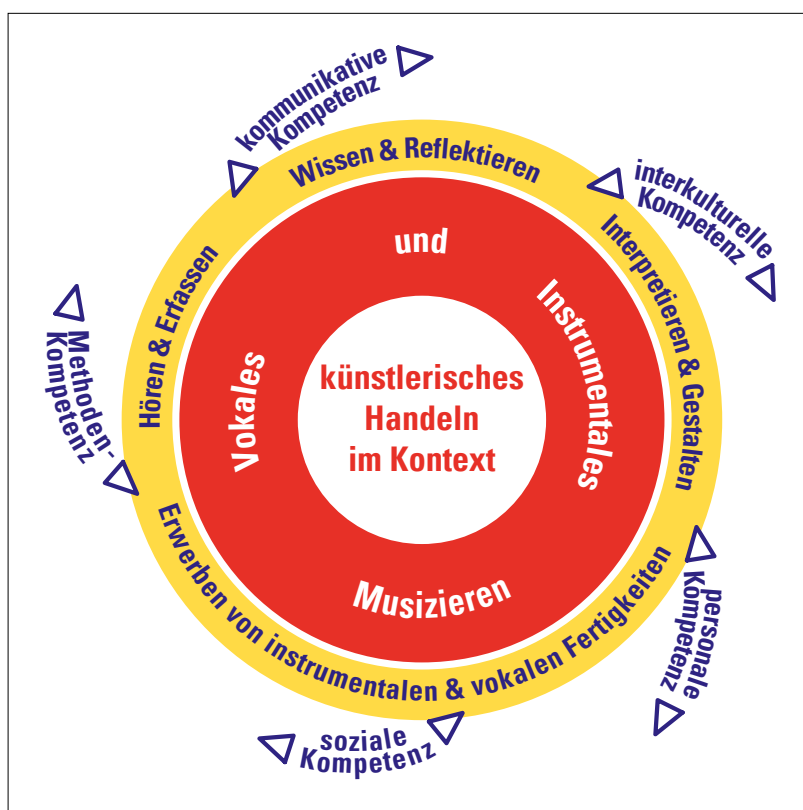 kommunikative
Kompetenz
interkulturelle
Kompetenz
Wissen & Reflektieren
Hören & Erfassen
Interpretieren & Gestalten
Methoden-
Kompetenz
Vokales
und
Instrumentales
Musizieren
künstlerisches
Handeln
im Kontext
Erwerben von instrumentalen & vokalen Fertigkeiten
personale
Kompetenz
soziale
Kompetenz